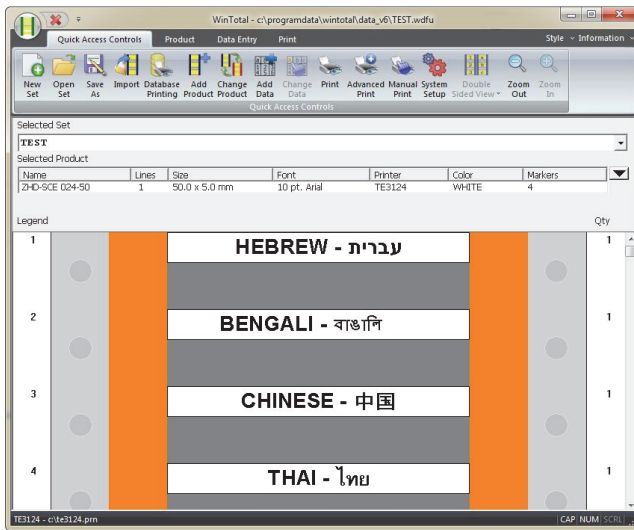 WinTotal - c:\programdata\wintotal\data_v6\TEST.wdfu
Quick Access Controls Product Data Entry Print Style Information
New Set Open Set Save As Import Database Printing Add Product Change Product Add Data Change Data Print Advanced Print Manual Print System Setup Double Sided View Zoom Out Zoom In
Quick Access Controls
Selected Set
TEST
Selected Product
Name Lines Size Font Printer Color Markers
ZHD-SCE 024-50 1 50.0 x 5.0 mm 10 pt. Arial TE3124 WHITE 4
Legend Qty
1 HEBREW - עברית 1
2 BENGALI - বাঙালি 1
3 CHINESE - 中国 1
4 THAI - ไทย 1
TE3124 - c:\te3124.prn CAP NUM SCRL